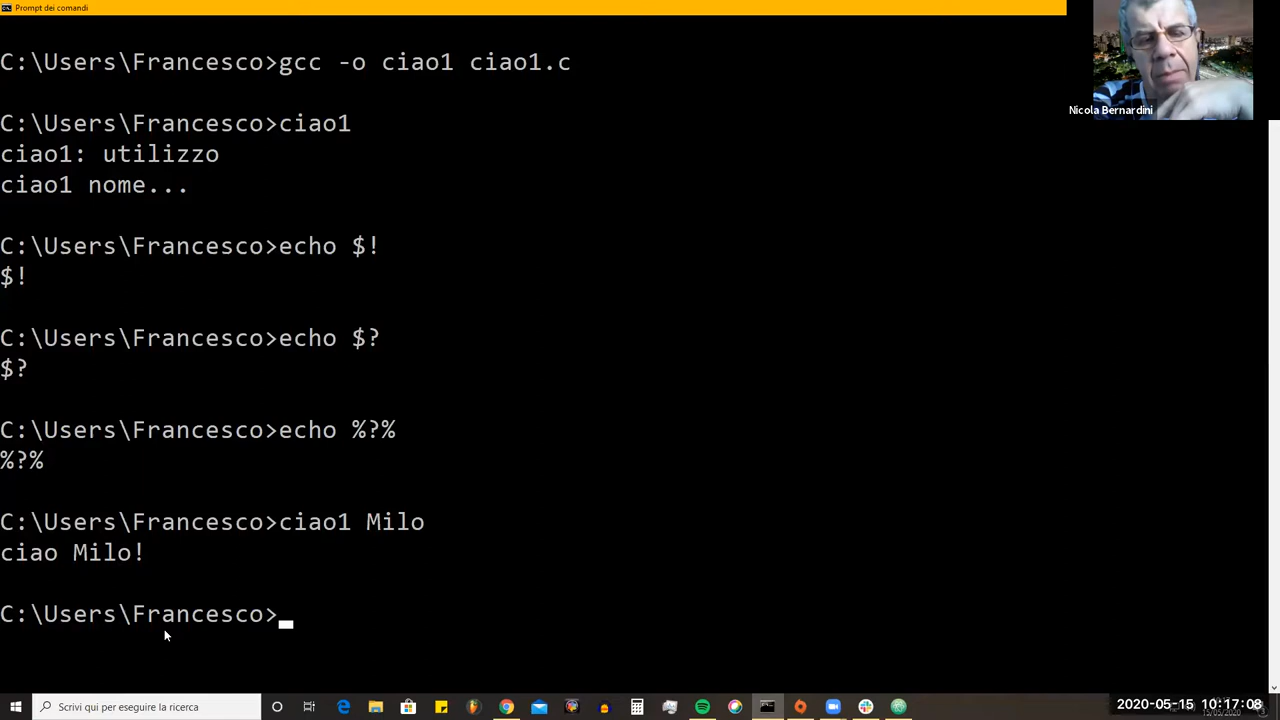 Prompt dei comandi
C:\Users\Francesco>gcc -o ciao1 ciao1.c
Nicola Bernardini
C:\Users\Francesco>ciao1
ciao1: utilizzo
ciao1 nome...
C:\Users\Francesco>echo $!
$!
C:\Users\Francesco>echo $?
$?
C:\Users\Francesco>echo %?%
%?%
C:\Users\Francesco>ciao1 Milo
ciao Milo!
C:\Users\Francesco>
Scrivi qui per eseguire la ricerca
2020-05-15 10:17:08